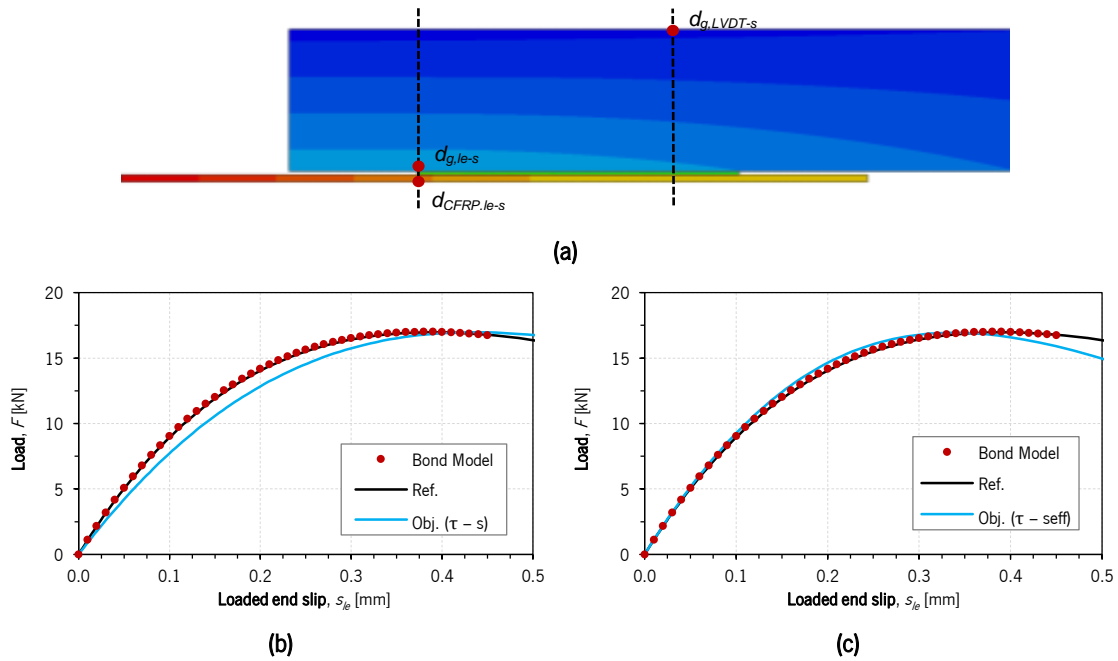 d_g,LVDT-s
d_g,le-s
d_CFRP.le-s
(a)
20
15
10
5
0
0.0 0.1 0.2 0.3 0.4 0.5
Load, F [kN]
Loaded end slip, s_le [mm]
Bond Model
Ref.
Obj. (τ – s)
(b)
20
15
10
5
0
0.0 0.1 0.2 0.3 0.4 0.5
Load, F [kN]
Loaded end slip, s_le [mm]
Bond Model
Ref.
Obj. (τ – seff)
(c)